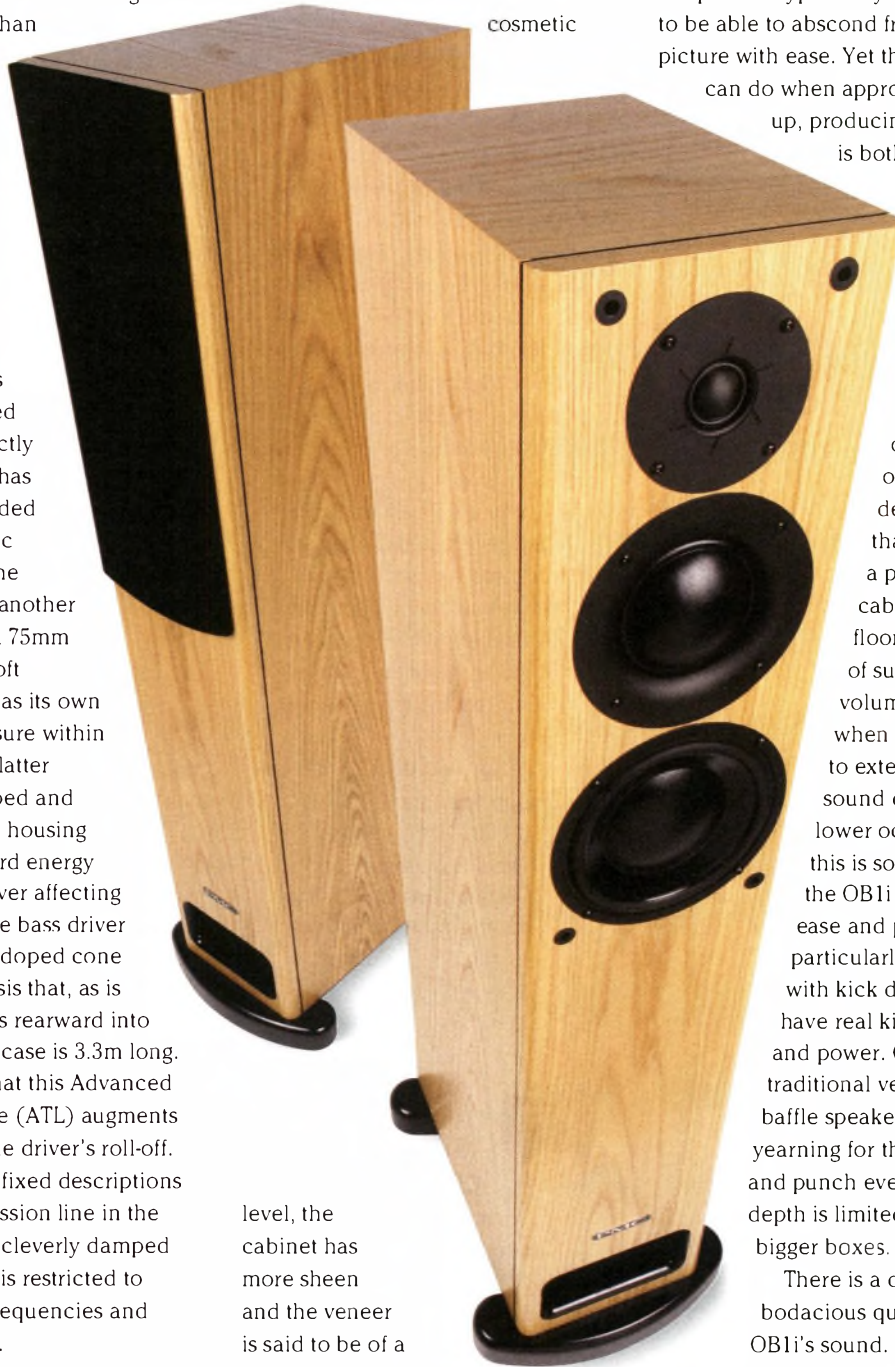 han
s
ed
ctly
has
ded
c
he
another
75mm
oft
as its own
sure within
latter
ped and
housing
rd energy
ver affecting
e bass driver
doped cone
sis that, as is
s rearward into
case is 3.3m long.
hat this Advanced
e (ATL) augments
e driver's roll-off.
fixed descriptions
ssion line in the
cleverly damped
is restricted to
equencies and
cosmetic
level, the
cabinet has
more sheen
and the veneer
is said to be of a
to be able to abscond fr
picture with ease. Yet th
can do when appro
up, producin
is both
c
o
de
tha
a p
cab
floor
of su
volum
when
to exte
sound
lower oc
this is so
the OB1i
ease and p
particularl
with kick d
have real ki
and power.
traditional ve
baffle speake
yearning for th
and punch eve
depth is limite
bigger boxes.
There is a
bodacious qu
OB1i's sound.
PMC
PMC